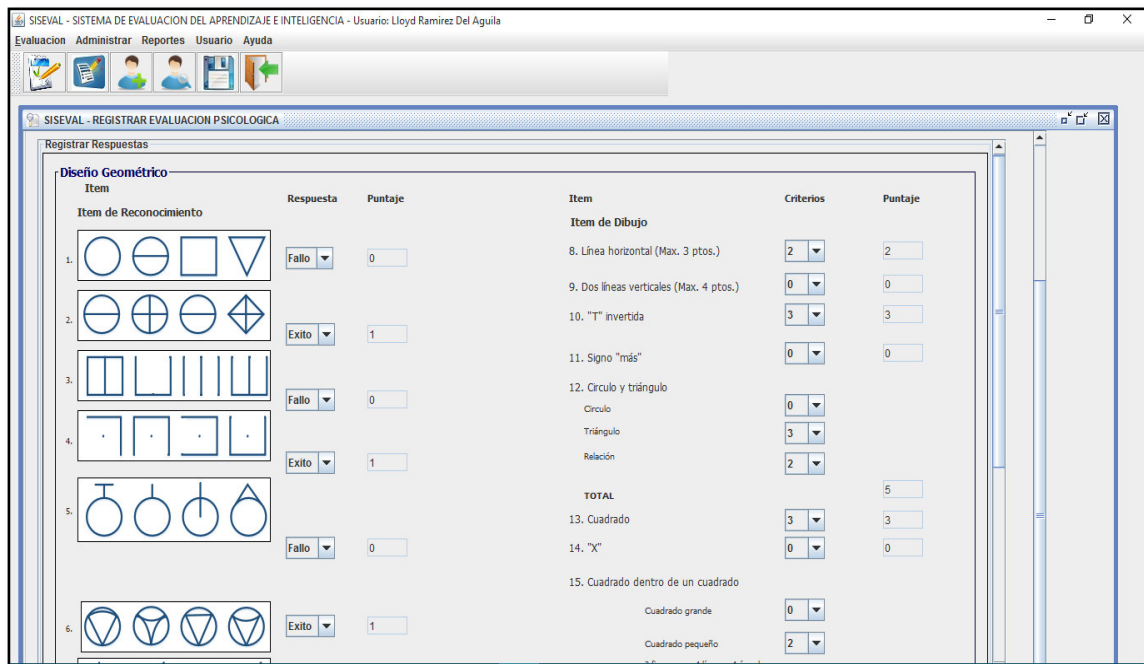 SISEVAL - SISTEMA DE EVALUACION DEL APRENDIZAJE E INTELIGENCIA - Usuario: Lloyd Ramirez Del Aguila
Evaluacion Administrar Reportes Usuario Ayuda
SISEVAL - REGISTRAR EVALUACION PSICOLOGICA
Registrar Respuestas
Diseño Geométrico
Item
Respuesta Puntaje
Item de Reconocimiento
1. Fallo 0
2. Exito 1
3. Fallo 0
4. Exito 1
5. Fallo 0
6. Exito 1
Item Criterios Puntaje
Item de Dibujo
8. Línea horizontal (Max. 3 ptos.) 2 2
9. Dos líneas verticales (Max. 4 ptos.) 0 0
10. "T" invertida 3 3
11. Signo "más" 0 0
12. Circulo y triángulo
Circulo 0
Triángulo 3
Relación 2
TOTAL 5
13. Cuadrado 3 3
14. "X" 0 0
15. Cuadrado dentro de un cuadrado
Cuadrado grande 0
Cuadrado pequeño 2